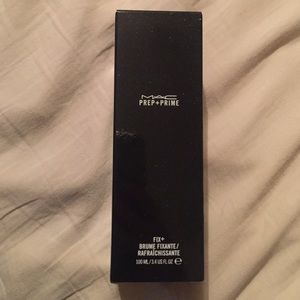 MAC
PREP+PRIME
FIX+
BRUME FIXANTE/
RAFRAÎCHISSANTE
100 ML/3.4 US FL OZ ℮